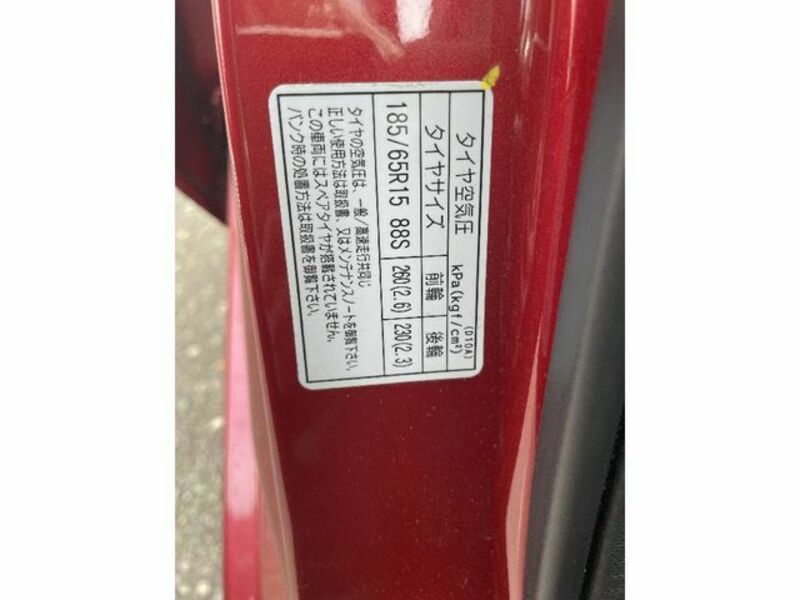 タイヤ空気圧 kPa(kgf/cm²)
(D10A)
タイヤサイズ 前輪 後輪
185/65R15 88S 260(2.6) 230(2.3)
タイヤの空気圧は、一般/高速走行共同じ
正しい使用方法は取扱書、又はメンテナンスノートを御覧下さい。
この車両にはスペアタイヤが搭載されていません。
パンク時の処置方法は取扱書を御覧下さい。